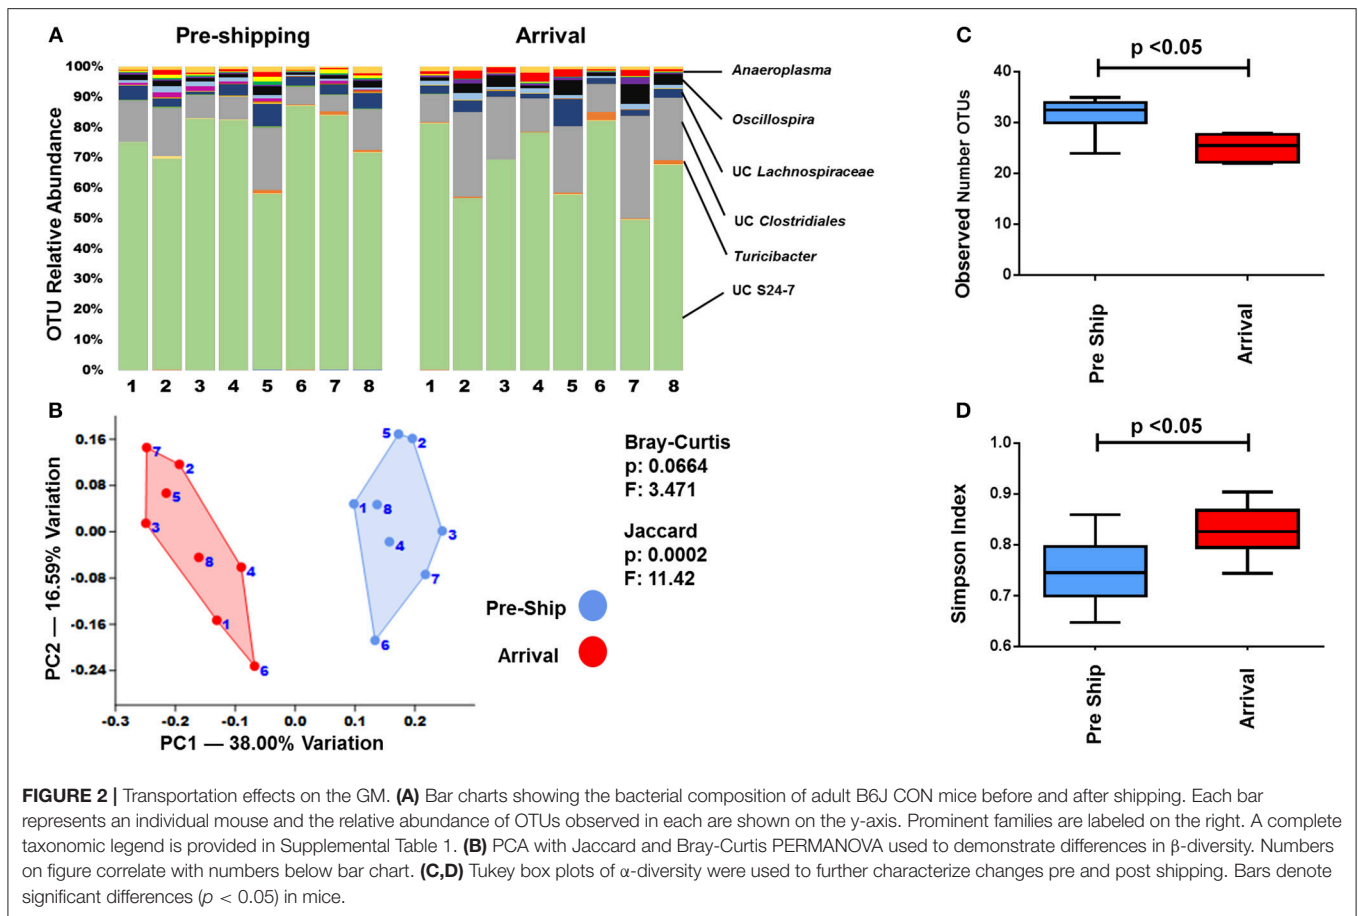 A
Pre-shipping
Arrival
OTU Relative Abundance
100%
90%
80%
70%
60%
50%
40%
30%
20%
10%
0%
1 2 3 4 5 6 7 8
1 2 3 4 5 6 7 8
Anaeroplasma
Oscillospira
UC Lachnospiraceae
UC Clostridiales
Turicibacter
UC S24-7
B
PC2 — 16.59% Variation
0.16
0.08
0.00
-0.08
-0.16
-0.24
7
2
5
3
8
4
1
6
5
2
1
8
3
4
7
6
-0.3 -0.2 -0.1 0.0 0.1 0.2
PC1 — 38.00% Variation
Bray-Curtis
p: 0.0664
F: 3.471
Jaccard
p: 0.0002
F: 11.42
Pre-Ship
Arrival
C
p <0.05
Observed Number OTUs
40
30
20
10
0
Pre Ship
Arrival
D
p <0.05
Simpson Index
1.0
0.9
0.8
0.7
0.6
Pre Ship
Arrival
FIGURE 2 | Transportation effects on the GM. (A) Bar charts showing the bacterial composition of adult B6J CON mice before and after shipping. Each bar
represents an individual mouse and the relative abundance of OTUs observed in each are shown on the y-axis. Prominent families are labeled on the right. A complete
taxonomic legend is provided in Supplemental Table 1. (B) PCA with Jaccard and Bray-Curtis PERMANOVA used to demonstrate differences in β-diversity. Numbers
on figure correlate with numbers below bar chart. (C,D) Tukey box plots of α-diversity were used to further characterize changes pre and post shipping. Bars denote
significant differences (p < 0.05) in mice.